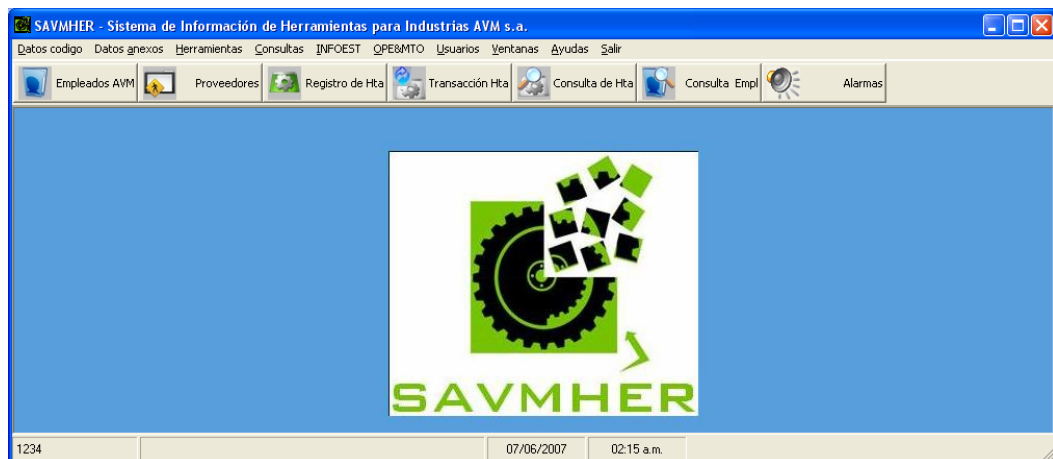 SAVMHER - Sistema de Información de Herramientas para Industrias AVM s.a.
Datos codigo Datos anexos Herramientas Consultas INFOEST OPE&MTO Usuarios Ventanas Ayudas Salir
Empleados AVM Proveedores Registro de Hta Transacción Hta Consulta de Hta Consulta Empl Alarmas
SAVMHER
1234 07/06/2007 02:15 a.m.